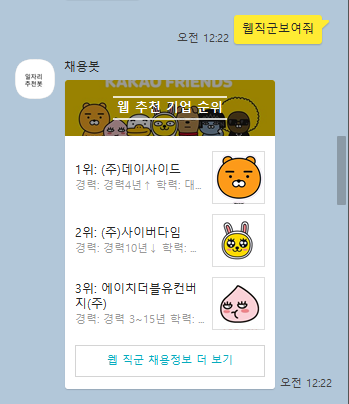 웹직군보여줘
오전 12:22
일자리
추천봇
채용봇
KAKAO FRIENDS
웹 추천 기업 순위
1위: (주)데이사이드
경력: 경력4년↑ 학력: 대...
2위: (주)사이버다임
경력: 경력10년↓ 학력: ...
3위: 에이치더블유컨버
지(주)
경력: 경력 3~15년 학력: ...
웹 직군 채용정보 더 보기
오전 12:22